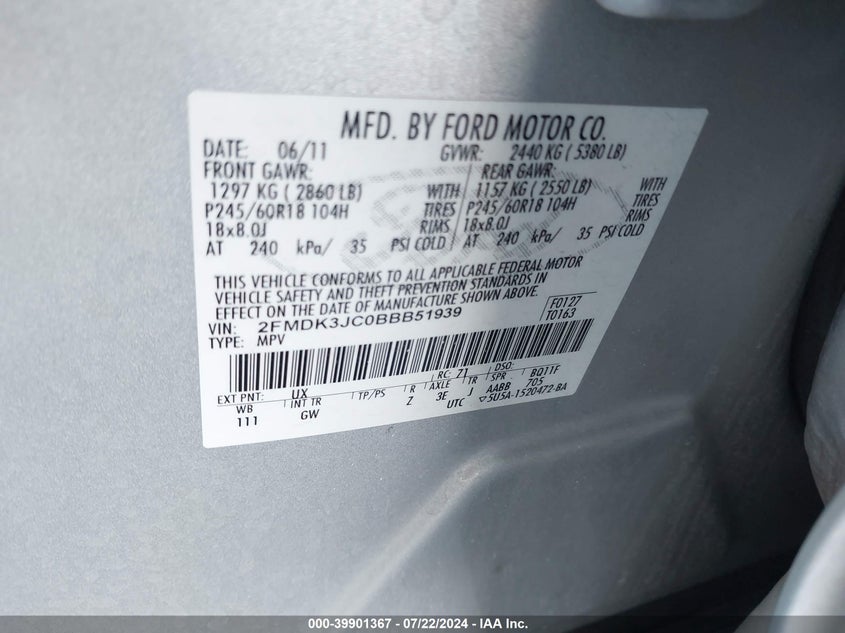 MFD. BY FORD MOTOR CO.
DATE: 06/11 GVWR: 2440 KG ( 5380 LB)
FRONT GAWR: REAR GAWR:
1297 KG ( 2860 LB) WITH 1157 KG ( 2550 LB) WITH
P245/60R18 104H TIRES P245/60R18 104H TIRES
18x8.0J RIMS 18x8.0J RIMS
AT 240 kPa/ 35 PSI COLD AT 240 kPa/ 35 PSI COLD
THIS VEHICLE CONFORMS TO ALL APPLICABLE FEDERAL MOTOR
VEHICLE SAFETY AND THEFT PREVENTION STANDARDS IN
EFFECT ON THE DATE OF MANUFACTURE SHOWN ABOVE.
VIN: 2FMDK3JC0BBB51939 F0127
TYPE: MPV T0163
EXT PNT: UX RC: 71 DSO: BQ11F
WB INT TR TP/PS R AXLE TR SPR 705
111 GW Z 3E J AABB
UTC 5U5A-1520472-BA
000-39901367 / 07/22/2024 - IAA Inc.